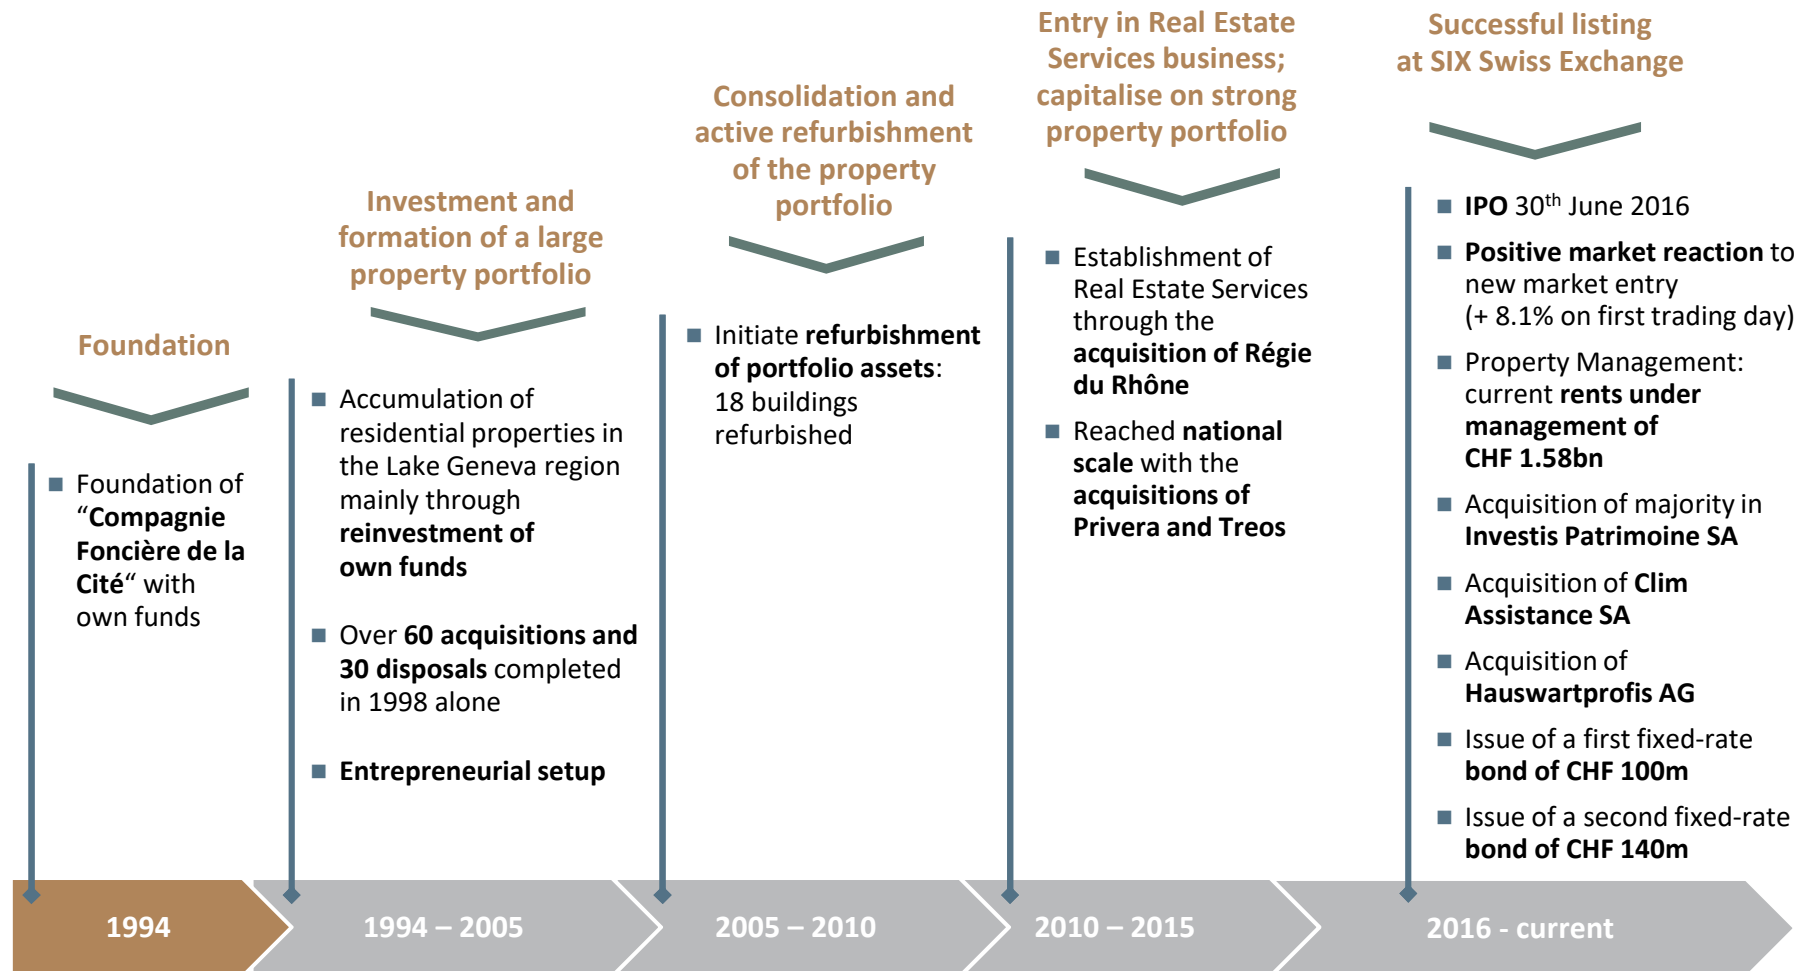 Foundation
Foundation of
“Compagnie
Foncière de la
Cité“ with
own funds
1994
Investment and
formation of a large
property portfolio
Accumulation of
residential properties in
the Lake Geneva region
mainly through
reinvestment of
own funds
Over 60 acquisitions and
30 disposals completed
in 1998 alone
Entrepreneurial setup
1994 – 2005
Consolidation and
active refurbishment
of the property
portfolio
Initiate refurbishment
of portfolio assets:
18 buildings
refurbished
2005 – 2010
Entry in Real Estate
Services business;
capitalise on strong
property portfolio
Establishment of
Real Estate Services
through the
acquisition of Régie
du Rhône
Reached national
scale with the
acquisitions of
Privera and Treos
2010 – 2015
Successful listing
at SIX Swiss Exchange
IPO 30th June 2016
Positive market reaction to
new market entry
(+ 8.1% on first trading day)
Property Management:
current rents under
management of
CHF 1.58bn
Acquisition of majority in
Investis Patrimoine SA
Acquisition of Clim
Assistance SA
Acquisition of
Hauswartprofis AG
Issue of a first fixed-rate
bond of CHF 100m
Issue of a second fixed-rate
bond of CHF 140m
2016 - current